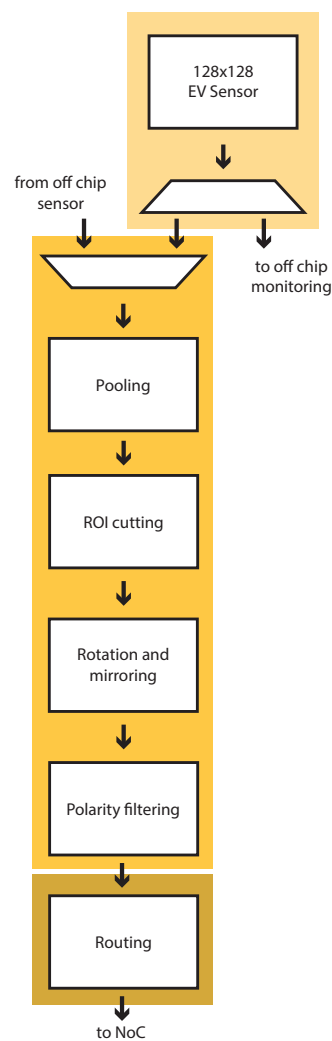 128x128
EV Sensor
from off chip
sensor
to off chip
monitoring
Pooling
ROI cutting
Rotation and
mirroring
Polarity filtering
Routing
to NoC